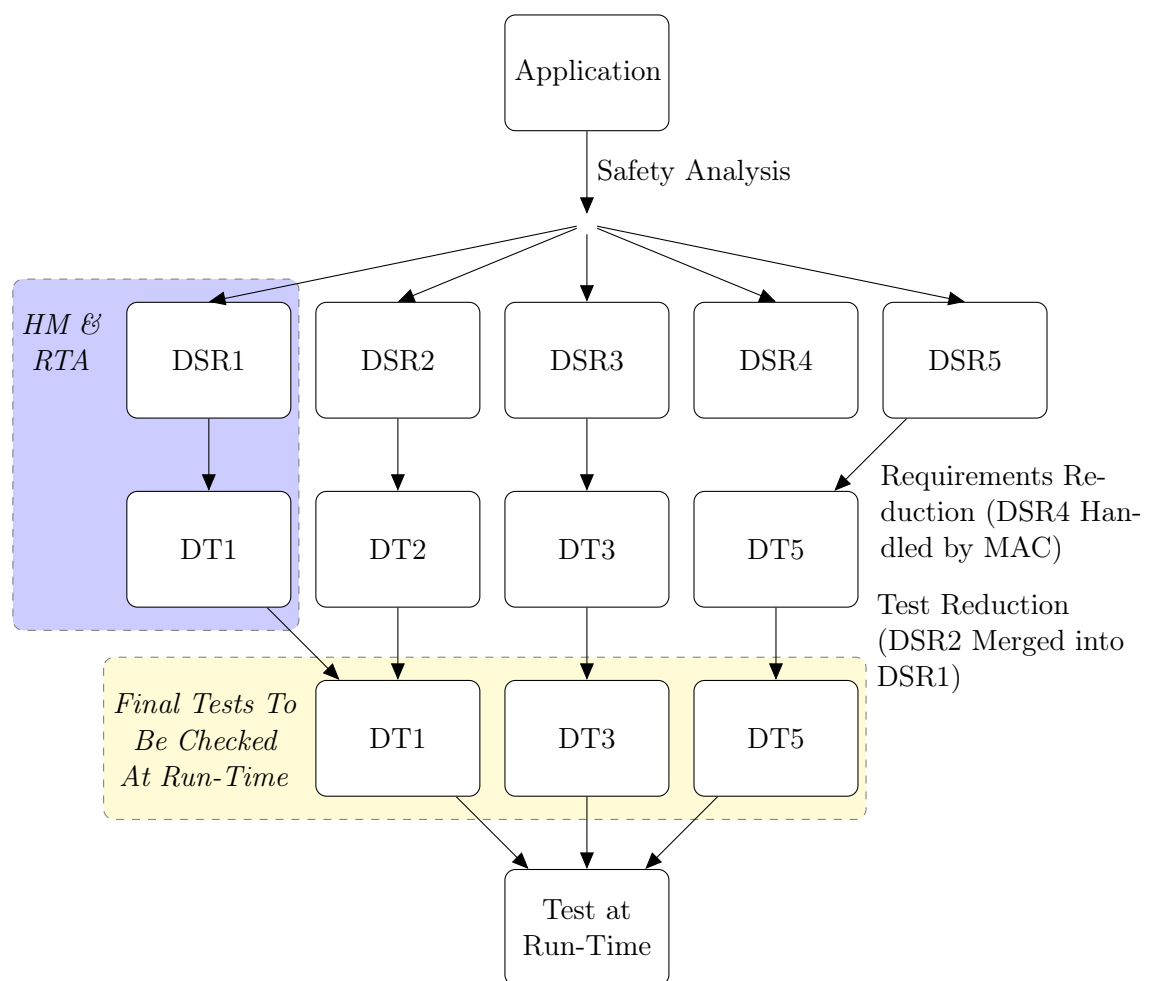 Application
Safety Analysis
HM &
RTA
DSR1
DSR2
DSR3
DSR4
DSR5
Requirements Re-
duction (DSR4 Han-
dled by MAC)
DT1
DT2
DT3
DT5
Test Reduction
(DSR2 Merged into
DSR1)
Final Tests To
Be Checked
At Run-Time
DT1
DT3
DT5
Test at
Run-Time